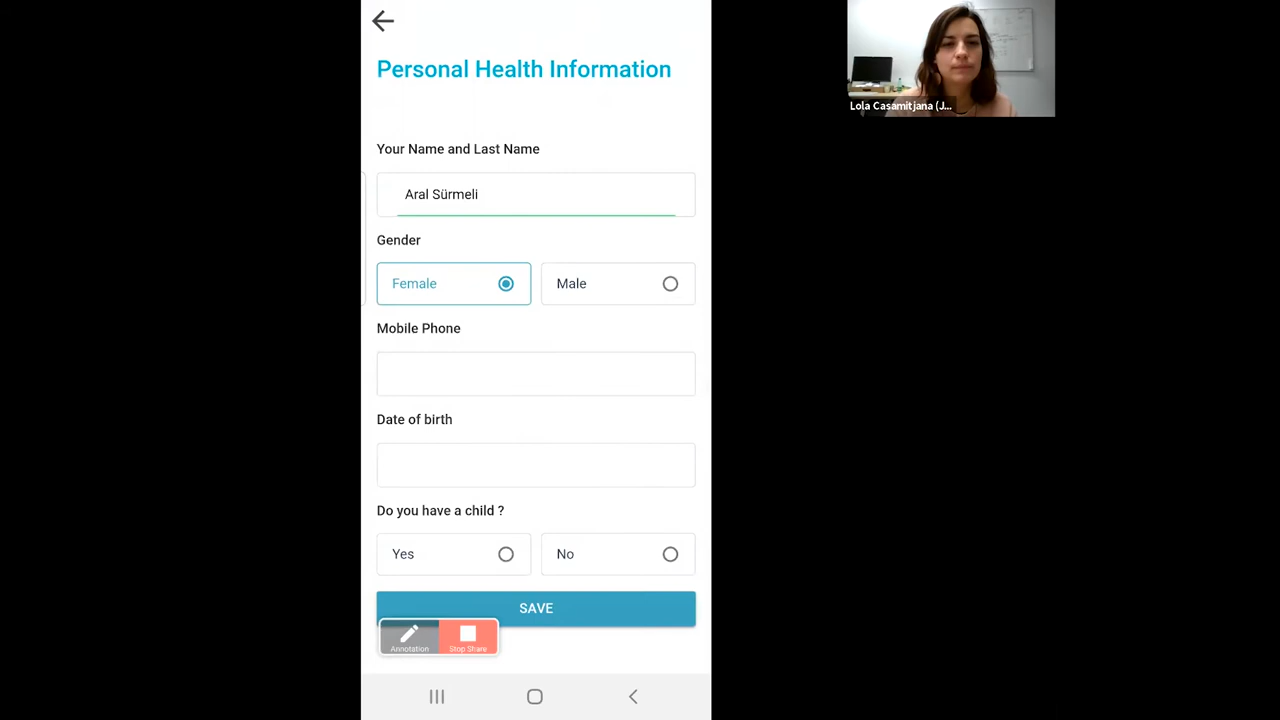 Personal Health Information
Your Name and Last Name
Aral Sürmeli
Gender
Female
Male
Mobile Phone
Date of birth
Do you have a child ?
Yes
No
SAVE
Annotation
Stop Share
Lola Casamitjana (J...